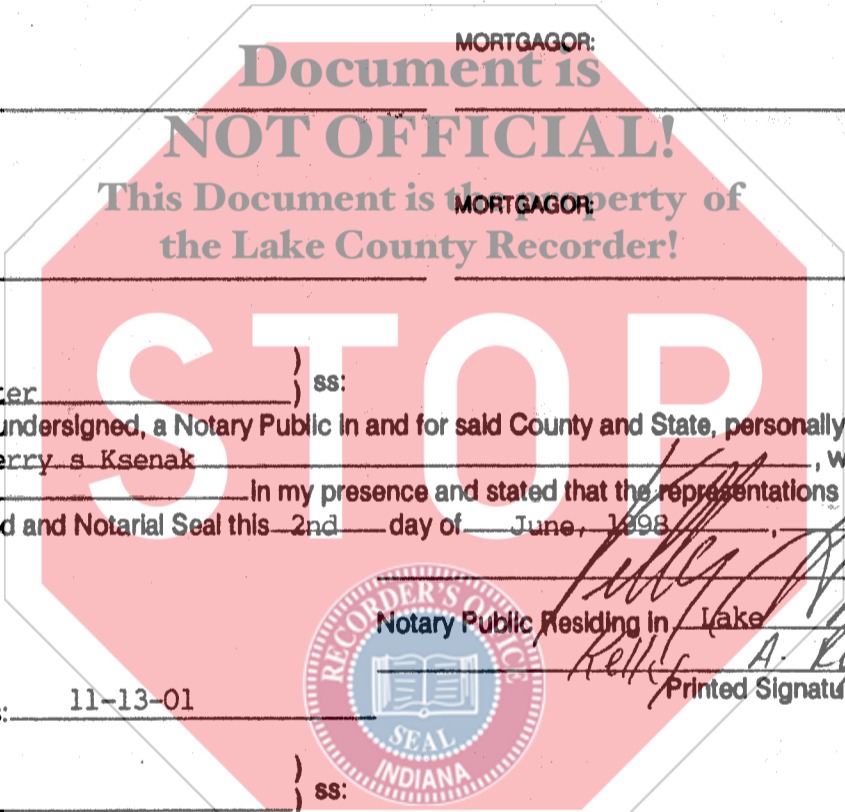 MORTGAGOR:
Document is
NOT OFFICIAL!
This Document is the property of
MORTGAGOR:
the Lake County Recorder!
STOP
er ) ss:
undersigned, a Notary Public in and for said County and State, personally
erry s Ksenak , w
in my presence and stated that the representations
d and Notarial Seal this 2nd day of June, 1998 ,
Notary Public Residing in Lake
Kelly A.
Printed Signatu
: 11-13-01
RECORDER'S OFFICE
SEAL
INDIANA
) ss: